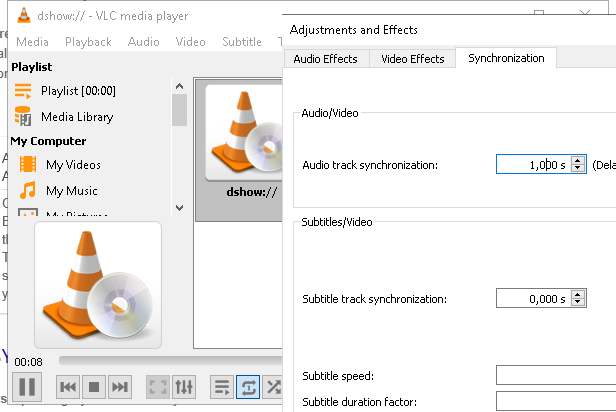 dshow:// - VLC media player
Media Playback Audio Video Subtitle
Playlist
Playlist [00:00]
Media Library
My Computer
My Videos
My Music
My Pictures
dshow://
00:08
Adjustments and Effects
Audio Effects Video Effects Synchronization
Audio/Video
Audio track synchronization: 1,000 s (Dela
Subtitles/Video
Subtitle track synchronization: 0,000 s
Subtitle speed:
Subtitle duration factor: